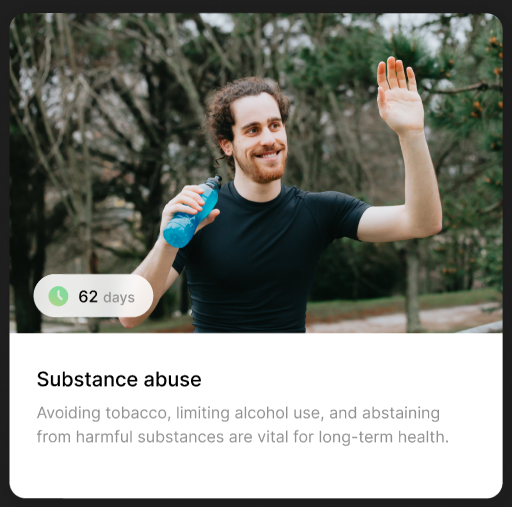 62 days
Substance abuse
Avoiding tobacco, limiting alcohol use, and abstaining
from harmful substances are vital for long-term health.